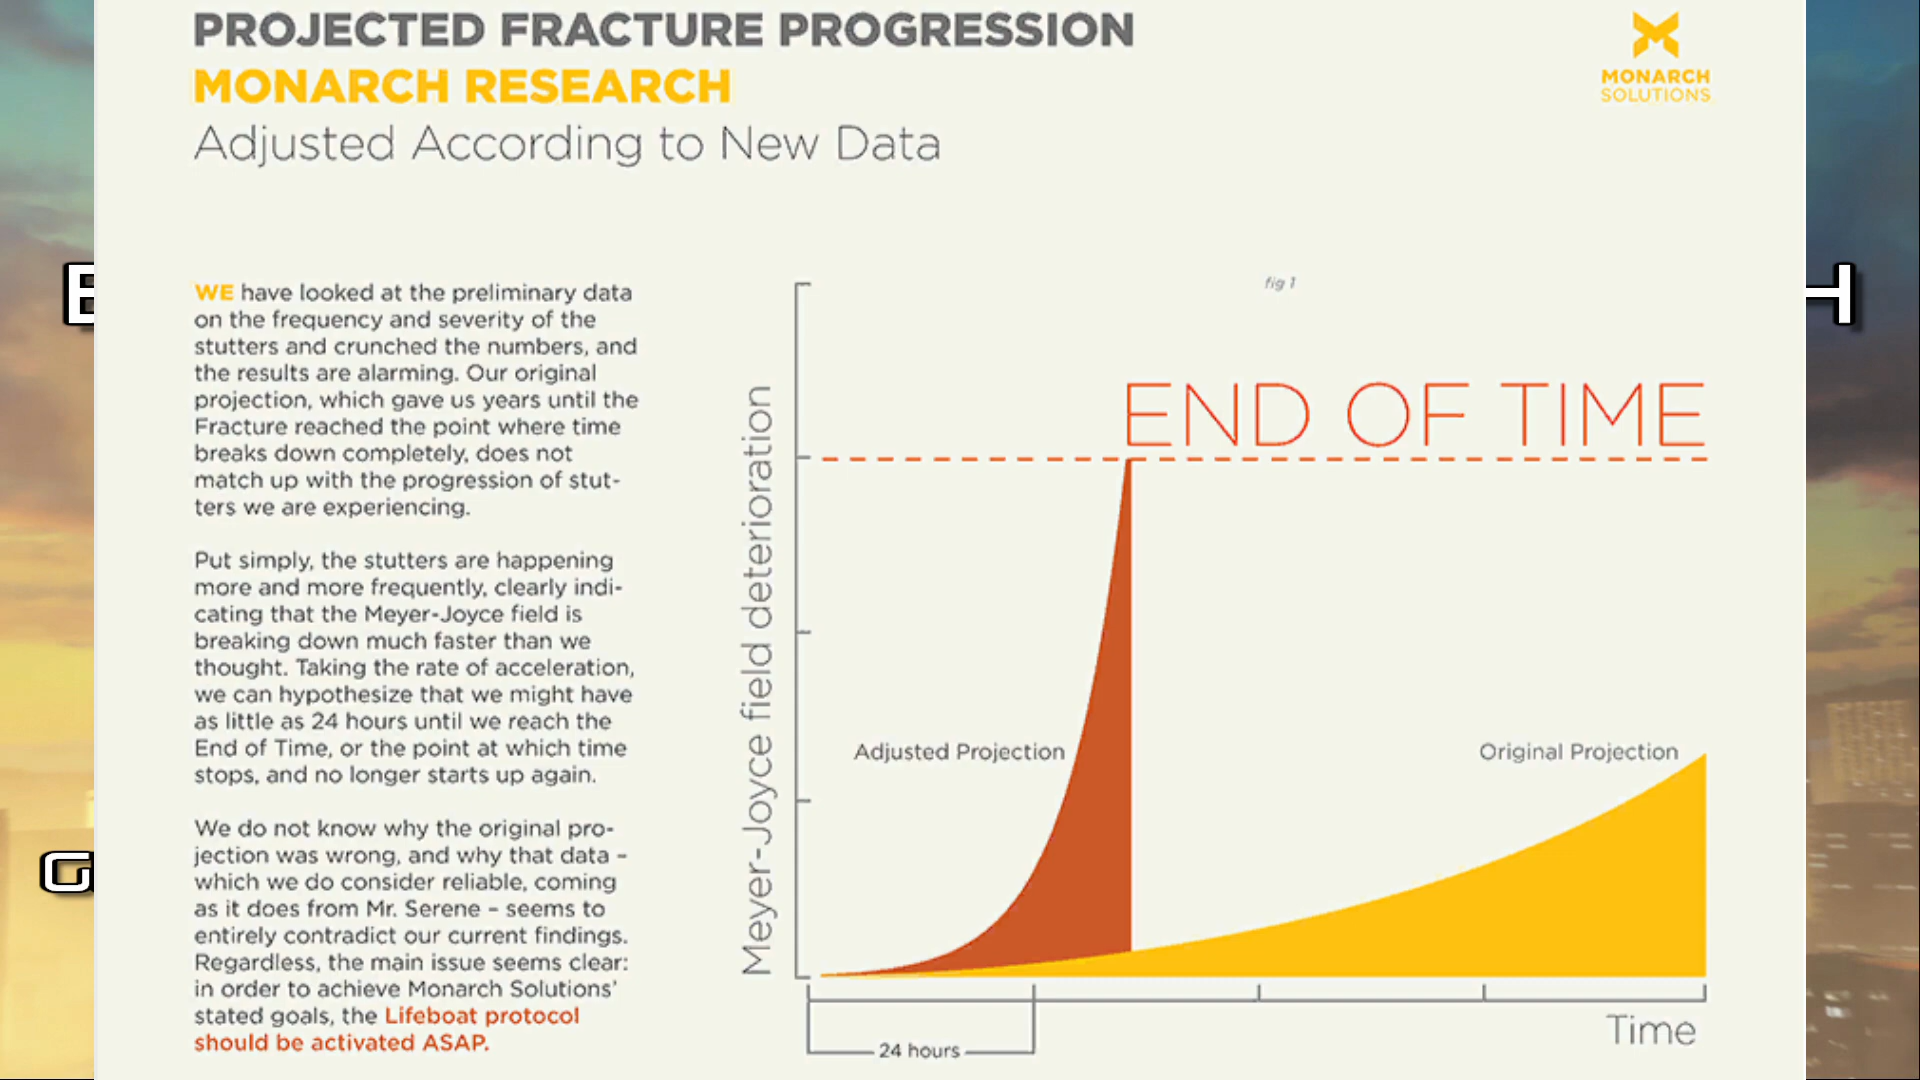 PROJECTED FRACTURE PROGRESSION
MONARCH RESEARCH
Adjusted According to New Data
MONARCH
SOLUTIONS
WE have looked at the preliminary data
on the frequency and severity of the
stutters and crunched the numbers, and
the results are alarming. Our original
projection, which gave us years until the
Fracture reached the point where time
breaks down completely, does not
match up with the progression of stut-
ters we are experiencing.
Put simply, the stutters are happening
more and more frequently, clearly indi-
cating that the Meyer-Joyce field is
breaking down much faster than we
thought. Taking the rate of acceleration,
we can hypothesize that we might have
as little as 24 hours until we reach the
End of Time, or the point at which time
stops, and no longer starts up again.
We do not know why the original pro-
jection was wrong, and why that data –
which we do consider reliable, coming
as it does from Mr. Serene – seems to
entirely contradict our current findings.
Regardless, the main issue seems clear:
in order to achieve Monarch Solutions'
stated goals, the Lifeboat protocol
should be activated ASAP.
fig 1
END OF TIME
Meyer-Joyce field deterioration
Adjusted Projection
Original Projection
Time
24 hours